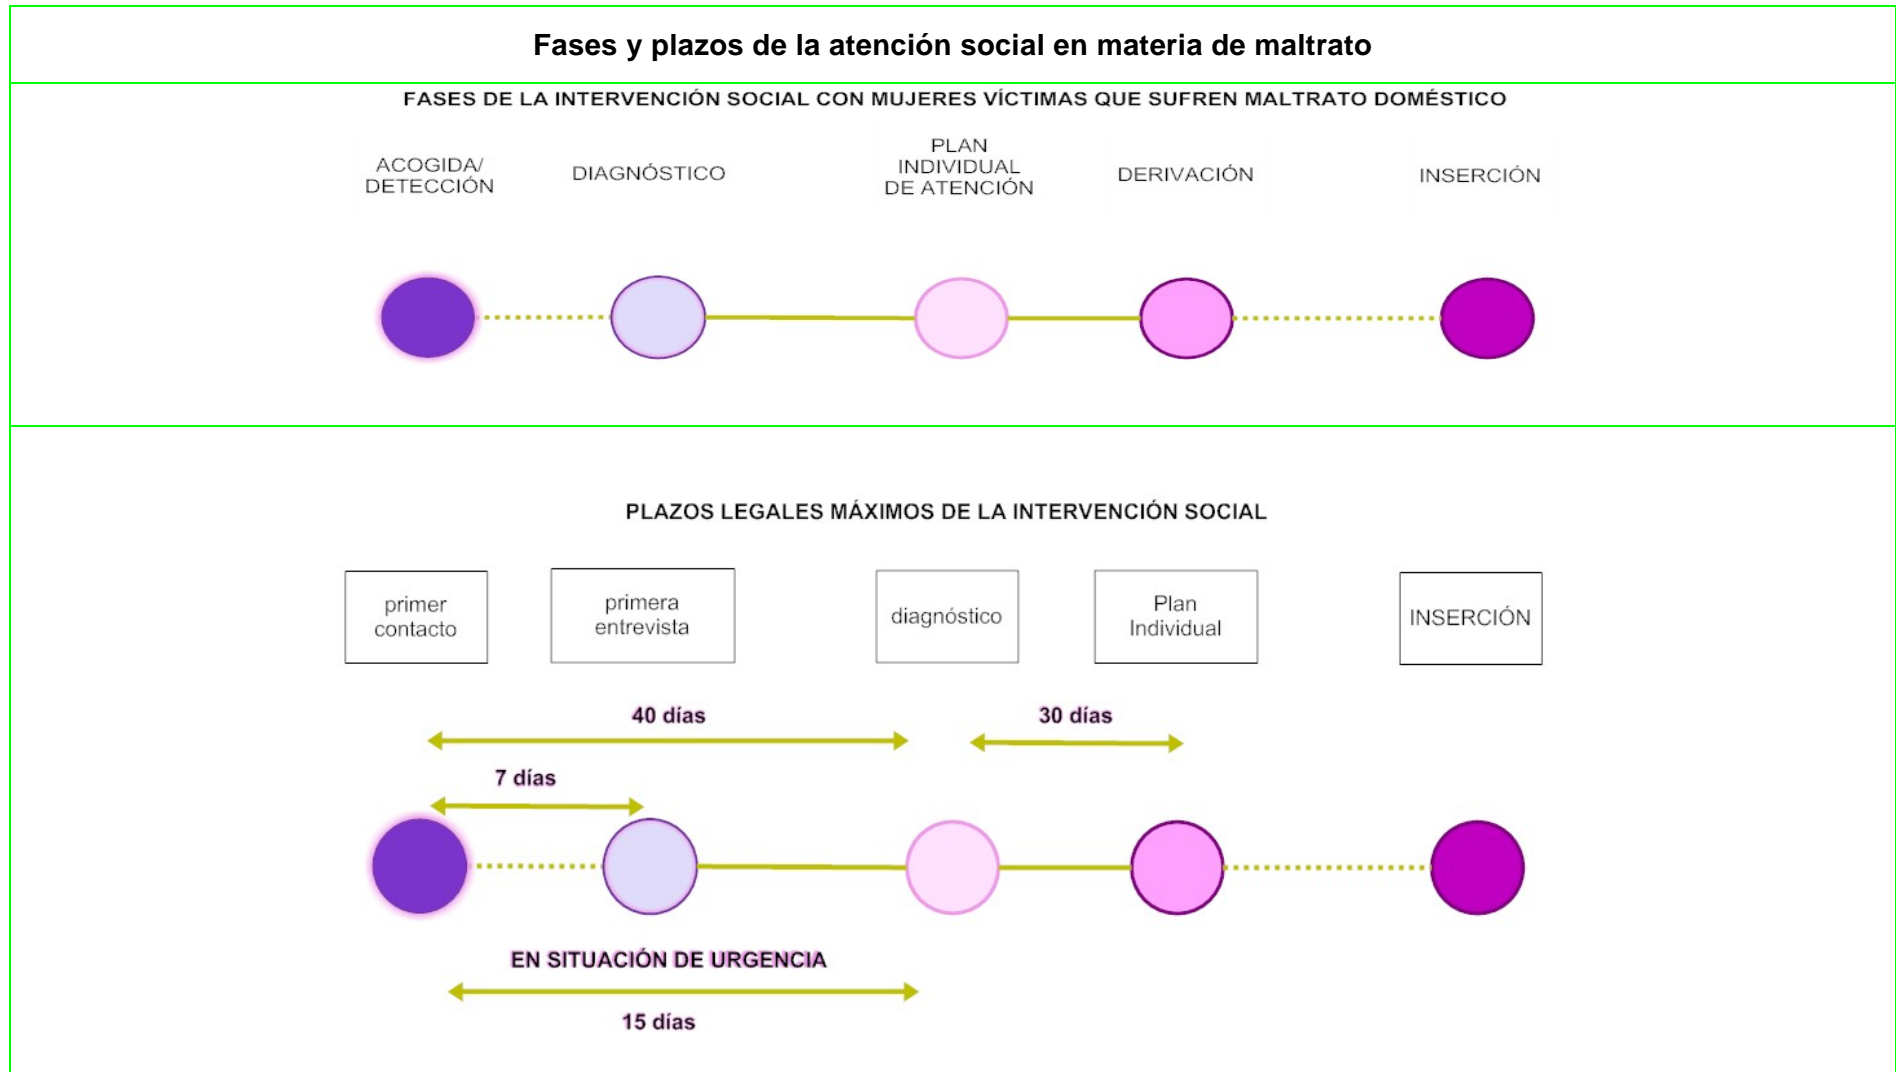 Fases y plazos de la atención social en materia de maltrato
FASES DE LA INTERVENCIÓN SOCIAL CON MUJERES VÍCTIMAS QUE SUFREN MALTRATO DOMÉSTICO
ACOGIDA/
DETECCIÓN
DIAGNÓSTICO
PLAN
INDIVIDUAL
DE ATENCIÓN
DERIVACIÓN
INSERCIÓN
PLAZOS LEGALES MÁXIMOS DE LA INTERVENCIÓN SOCIAL
primer
contacto
primera
entrevista
diagnóstico
Plan
Individual
INSERCIÓN
40 días
30 días
7 días
EN SITUACIÓN DE URGENCIA
15 días